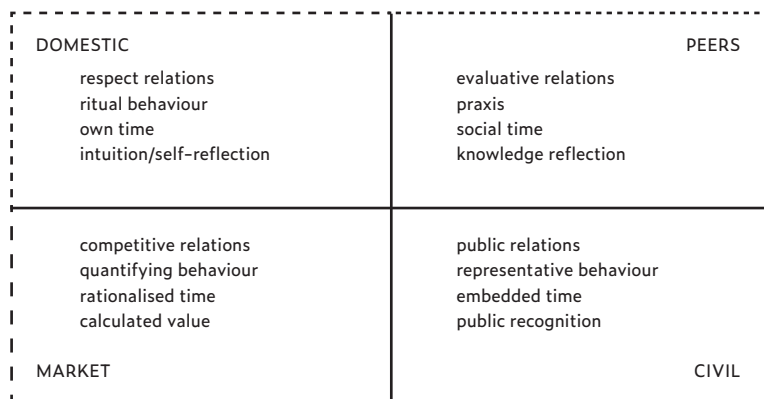 DOMESTIC
respect relations
ritual behaviour
own time
intuition/self-reflection
PEERS
evaluative relations
praxis
social time
knowledge reflection
competitive relations
quantifying behaviour
rationalised time
calculated value
MARKET
public relations
representative behaviour
embedded time
public recognition
CIVIL